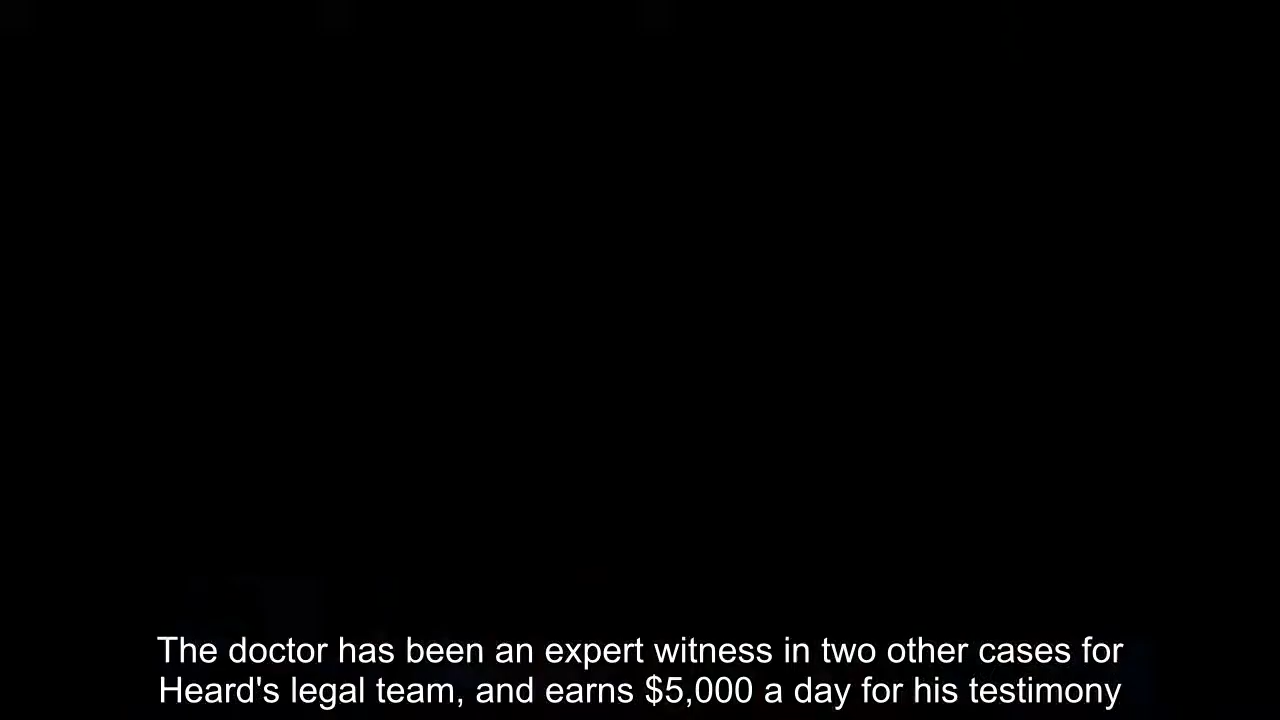 The doctor has been an expert witness in two other cases for
Heard's legal team, and earns $5,000 a day for his testimony